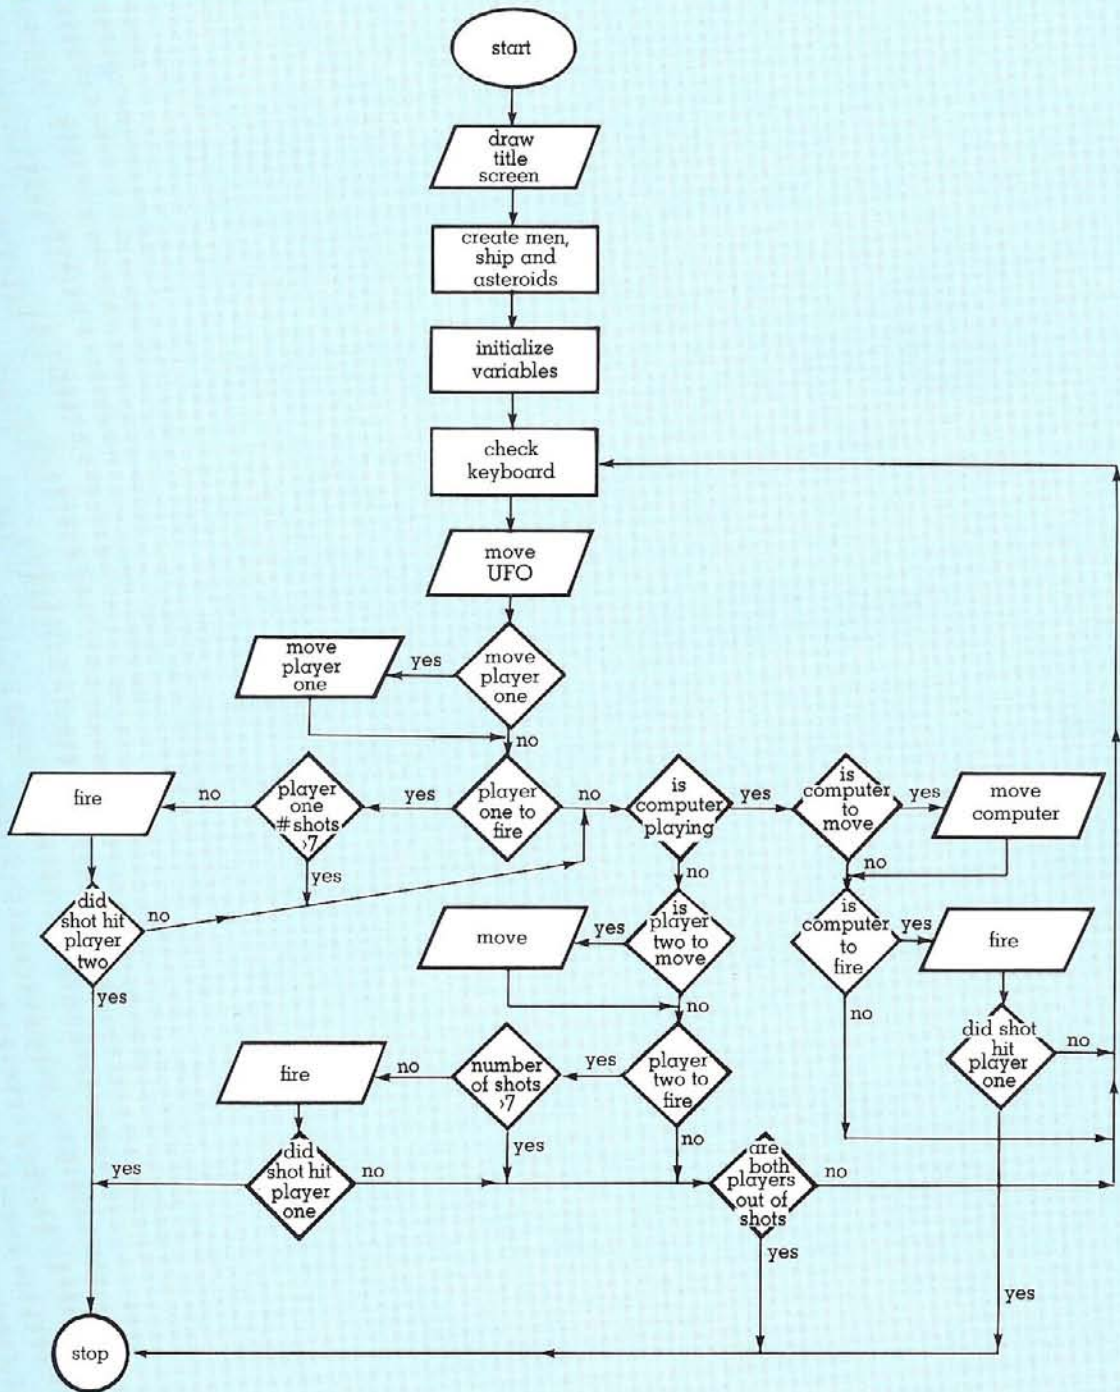 start
draw
title
screen
create men,
ship and
asteroids
initialize
variables
check
keyboard
move
UFO
move
player
one
yes
move
player
one
no
fire
no
player
one
#shots
>7
yes
player
one to
fire
no
is
computer
playing
yes
is
computer
to
move
yes
move
computer
yes
no
no
did
shot hit
player
two
no
yes
move
yes
is
player
two to
move
no
is
computer
to
fire
yes
fire
no
did shot
hit
player
one
no
fire
no
number
of shots
>7
yes
player
two to
fire
yes
no
yes
did
shot hit
player
one
no
are
both
players
out of
shots
no
yes
yes
stop